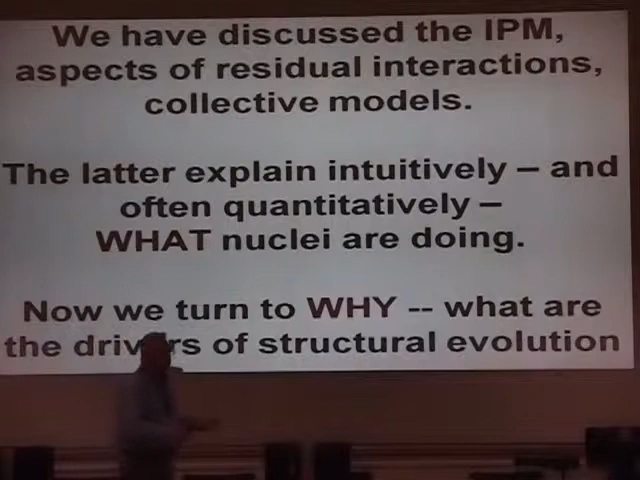 We have discussed the IPM,
aspects of residual interactions,
collective models.
The latter explain intuitively – and
often quantitatively –
WHAT nuclei are doing.
Now we turn to WHY -- what are
the drivers of structural evolution